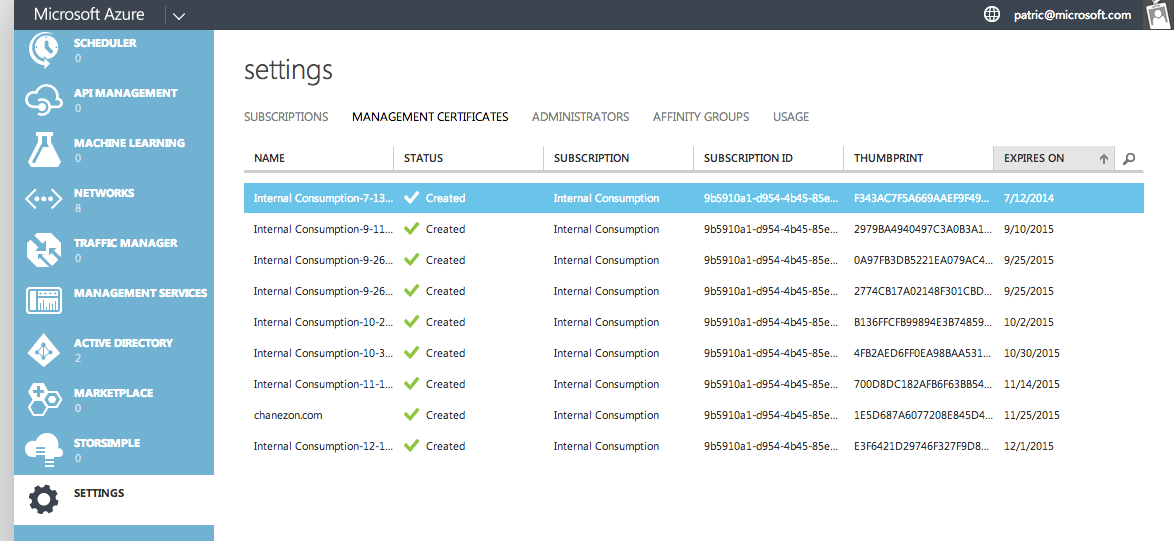 Microsoft Azure
patric@microsoft.com
SCHEDULER
0
API MANAGEMENT
0
MACHINE LEARNING
0
NETWORKS
8
TRAFFIC MANAGER
0
MANAGEMENT SERVICES
ACTIVE DIRECTORY
2
MARKETPLACE
0
STORSIMPLE
0
SETTINGS
settings
SUBSCRIPTIONS MANAGEMENT CERTIFICATES ADMINISTRATORS AFFINITY GROUPS USAGE
NAME STATUS SUBSCRIPTION SUBSCRIPTION ID THUMBPRINT EXPIRES ON
Internal Consumption-7-13... Created Internal Consumption 9b5910a1-d954-4b45-85e... F343AC7F5A669AAEF9F49... 7/12/2014
Internal Consumption-9-11... Created Internal Consumption 9b5910a1-d954-4b45-85e... 2979BA4940497C3A0B3A1... 9/10/2015
Internal Consumption-9-26... Created Internal Consumption 9b5910a1-d954-4b45-85e... 0A97FB3DB5221EA079AC4... 9/25/2015
Internal Consumption-9-26... Created Internal Consumption 9b5910a1-d954-4b45-85e... 2774CB17A02148F301CBD... 9/25/2015
Internal Consumption-10-2... Created Internal Consumption 9b5910a1-d954-4b45-85e... B136FFCFB99894E3B74859... 10/2/2015
Internal Consumption-10-3... Created Internal Consumption 9b5910a1-d954-4b45-85e... 4FB2AED6FF0EA98BAA531... 10/30/2015
Internal Consumption-11-1... Created Internal Consumption 9b5910a1-d954-4b45-85e... 700D8DC182AFB6F63BB54... 11/14/2015
chanezon.com Created Internal Consumption 9b5910a1-d954-4b45-85e... 1E5D687A6077208E845D4... 11/25/2015
Internal Consumption-12-1... Created Internal Consumption 9b5910a1-d954-4b45-85e... E3F6421D29746F327F9D8... 12/1/2015